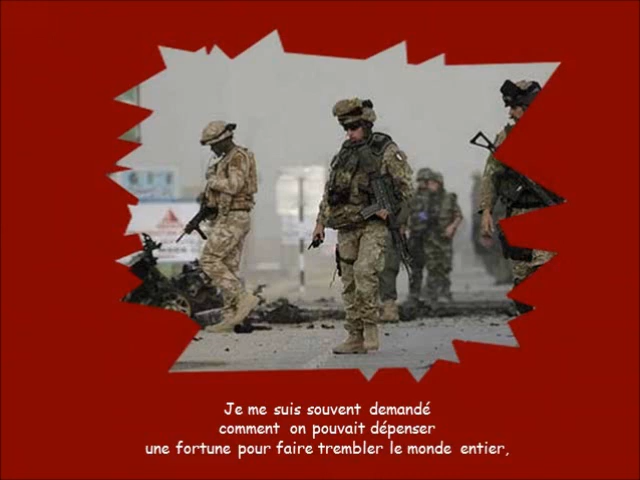 Je me suis souvent demandé
comment on pouvait dépenser
une fortune pour faire trembler le monde entier,